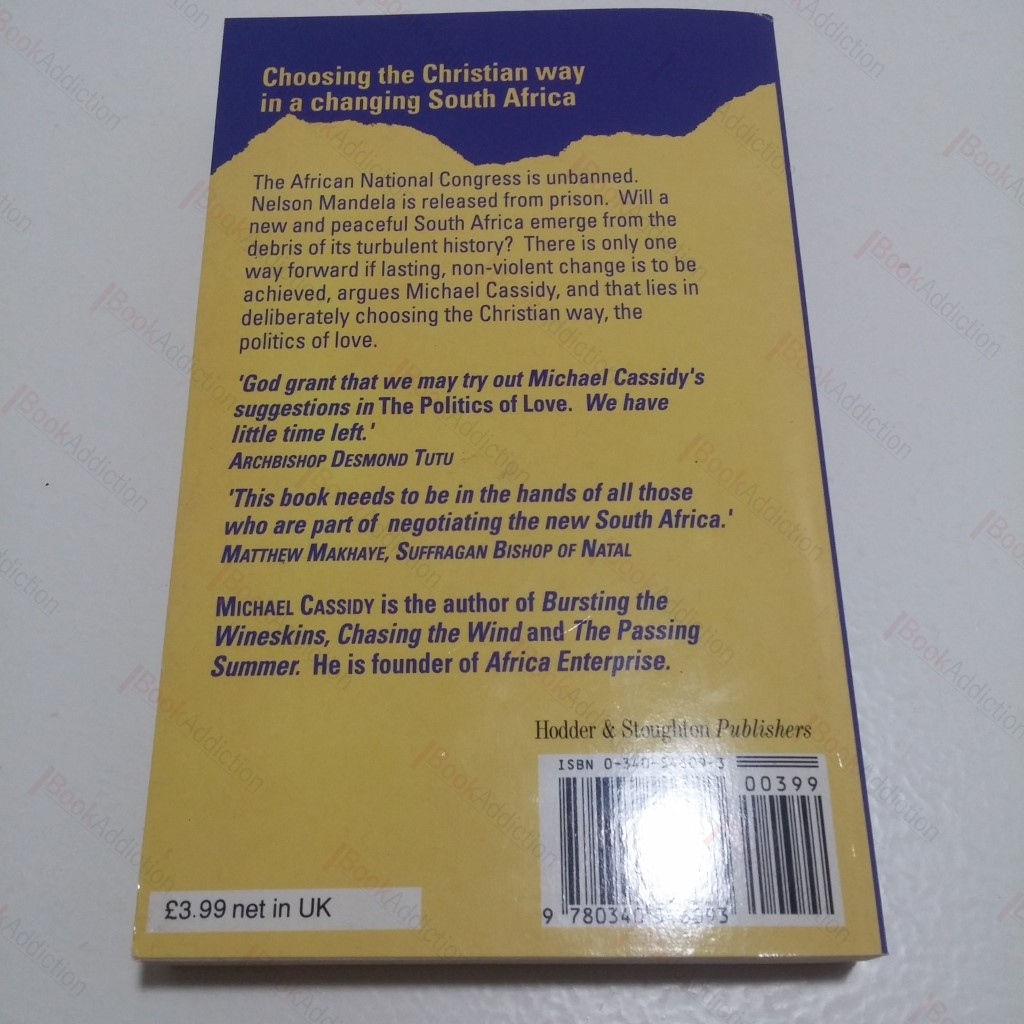 Choosing the Christian way
in a changing South Africa
The African National Congress is unbanned.
Nelson Mandela is released from prison. Will a
new and peaceful South Africa emerge from the
debris of its turbulent history? There is only one
way forward if lasting, non-violent change is to be
achieved, argues Michael Cassidy, and that lies in
deliberately choosing the Christian way, the
politics of love.
'God grant that we may try out Michael Cassidy's
suggestions in The Politics of Love. We have
little time left.'
ARCHBISHOP DESMOND TUTU
'This book needs to be in the hands of all those
who are part of negotiating the new South Africa.'
MATTHEW MAKHAYE, SUFFRAGAN BISHOP OF NATAL
MICHAEL CASSIDY is the author of Bursting the
Wineskins, Chasing the Wind and The Passing
Summer. He is founder of Africa Enterprise.
Hodder & Stoughton Publishers
ISBN 0-340-54609-3
00399
9 780340
£3.99 net in UK
BookAddiction